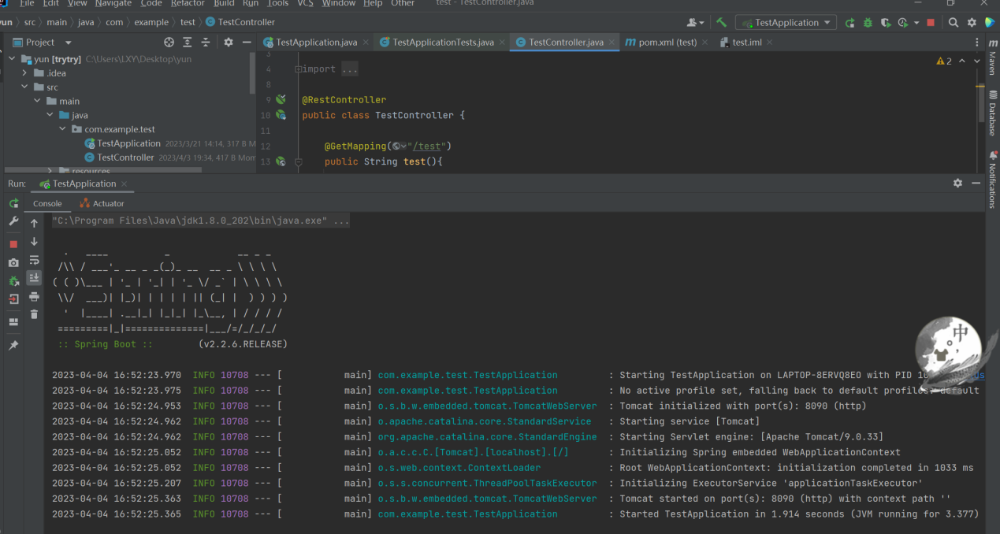 File Edit View Navigate Code Refactor Build Run Tools VCS Window Help Other test - TestController.java
yun src main java com example test TestController
TestApplication
Project
TestApplication.java TestApplicationTests.java TestController.java pom.xml (test) test.iml
yun [trytry] C:\Users\LXY\Desktop\yun
.idea
src
main
java
com.example.test
TestApplication 2023/3/21 14:14, 317 B M
TestController 2023/4/3 19:34, 417 B Mom
resources
3
4 import ...
8
9 @RestController
10 public class TestController {
11
12 @GetMapping("/test")
13 public String test(){
2
Maven
Database
Notifications
Run: TestApplication
Console Actuator
"C:\Program Files\Java\jdk1.8.0_202\bin\java.exe" ...
  .   ____          _            __ _ _
 /\\ / ___'_ __ _ _(_)_ __  __ _ \ \ \ \
( ( )\___ | '_ | '_| | '_ \/ _` | \ \ \ \
 \\/  ___)| |_)| | | | | || (_| |  ) ) ) )
  '  |____| .__|_| |_|_| |_\__, | / / / /
 =========|_|==============|___/=/_/_/_/
:: Spring Boot :: (v2.2.6.RELEASE)
2023-04-04 16:52:23.970 INFO 10708 --- [ main] com.example.test.TestApplication : Starting TestApplication on LAPTOP-8ERVQ8EO with PID
2023-04-04 16:52:23.975 INFO 10708 --- [ main] com.example.test.TestApplication : No active profile set, falling back to default profiles: default
2023-04-04 16:52:24.953 INFO 10708 --- [ main] o.s.b.w.embedded.tomcat.TomcatWebServer : Tomcat initialized with port(s): 8090 (http)
2023-04-04 16:52:24.962 INFO 10708 --- [ main] o.apache.catalina.core.StandardService : Starting service [Tomcat]
2023-04-04 16:52:24.962 INFO 10708 --- [ main] org.apache.catalina.core.StandardEngine : Starting Servlet engine: [Apache Tomcat/9.0.33]
2023-04-04 16:52:25.052 INFO 10708 --- [ main] o.a.c.c.C.[Tomcat].[localhost].[/] : Initializing Spring embedded WebApplicationContext
2023-04-04 16:52:25.052 INFO 10708 --- [ main] o.s.web.context.ContextLoader : Root WebApplicationContext: initialization completed in 1033 ms
2023-04-04 16:52:25.207 INFO 10708 --- [ main] o.s.s.concurrent.ThreadPoolTaskExecutor : Initializing ExecutorService 'applicationTaskExecutor'
2023-04-04 16:52:25.363 INFO 10708 --- [ main] o.s.b.w.embedded.tomcat.TomcatWebServer : Tomcat started on port(s): 8090 (http) with context path ''
2023-04-04 16:52:25.365 INFO 10708 --- [ main] com.example.test.TestApplication : Started TestApplication in 1.914 seconds (JVM running for 3.377)
中